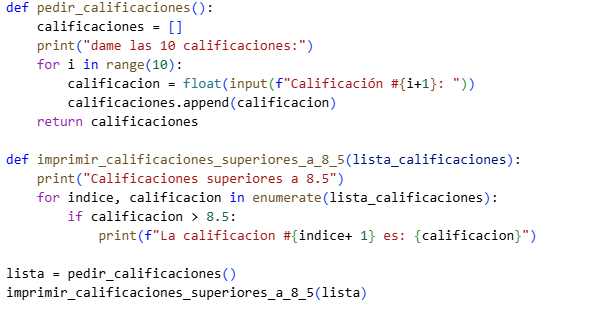 def pedir_calificaciones():
    calificaciones = []
    print("dame las 10 calificaciones:")
    for i in range(10):
        calificacion = float(input(f"Calificación #{i+1}: "))
        calificaciones.append(calificacion)
    return calificaciones

def imprimir_calificaciones_superiores_a_8_5(lista_calificaciones):
    print("Calificaciones superiores a 8.5")
    for indice, calificacion in enumerate(lista_calificaciones):
        if calificacion > 8.5:
            print(f"La calificacion #{indice+ 1} es: {calificacion}")

lista = pedir_calificaciones()
imprimir_calificaciones_superiores_a_8_5(lista)